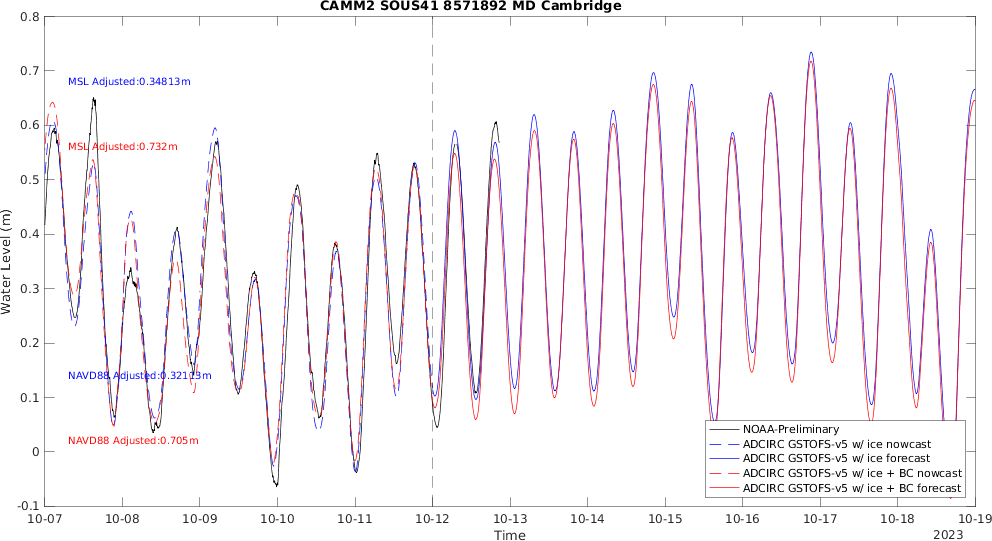 CAMM2 SOUS41 8571892 MD Cambridge
0.8
0.7
0.6
0.5
0.4
0.3
0.2
0.1
0
-0.1
Water Level (m)
MSL Adjusted:0.34813m
MSL Adjusted:0.732m
NAVD88 Adjusted:0.32113m
NAVD88 Adjusted:0.705m
NOAA-Preliminary
ADCIRC GSTOFS-v5 w/ ice nowcast
ADCIRC GSTOFS-v5 w/ ice forecast
ADCIRC GSTOFS-v5 w/ ice + BC nowcast
ADCIRC GSTOFS-v5 w/ ice + BC forecast
10-07 10-08 10-09 10-10 10-11 10-12 10-13 10-14 10-15 10-16 10-17 10-18 10-19
Time
2023